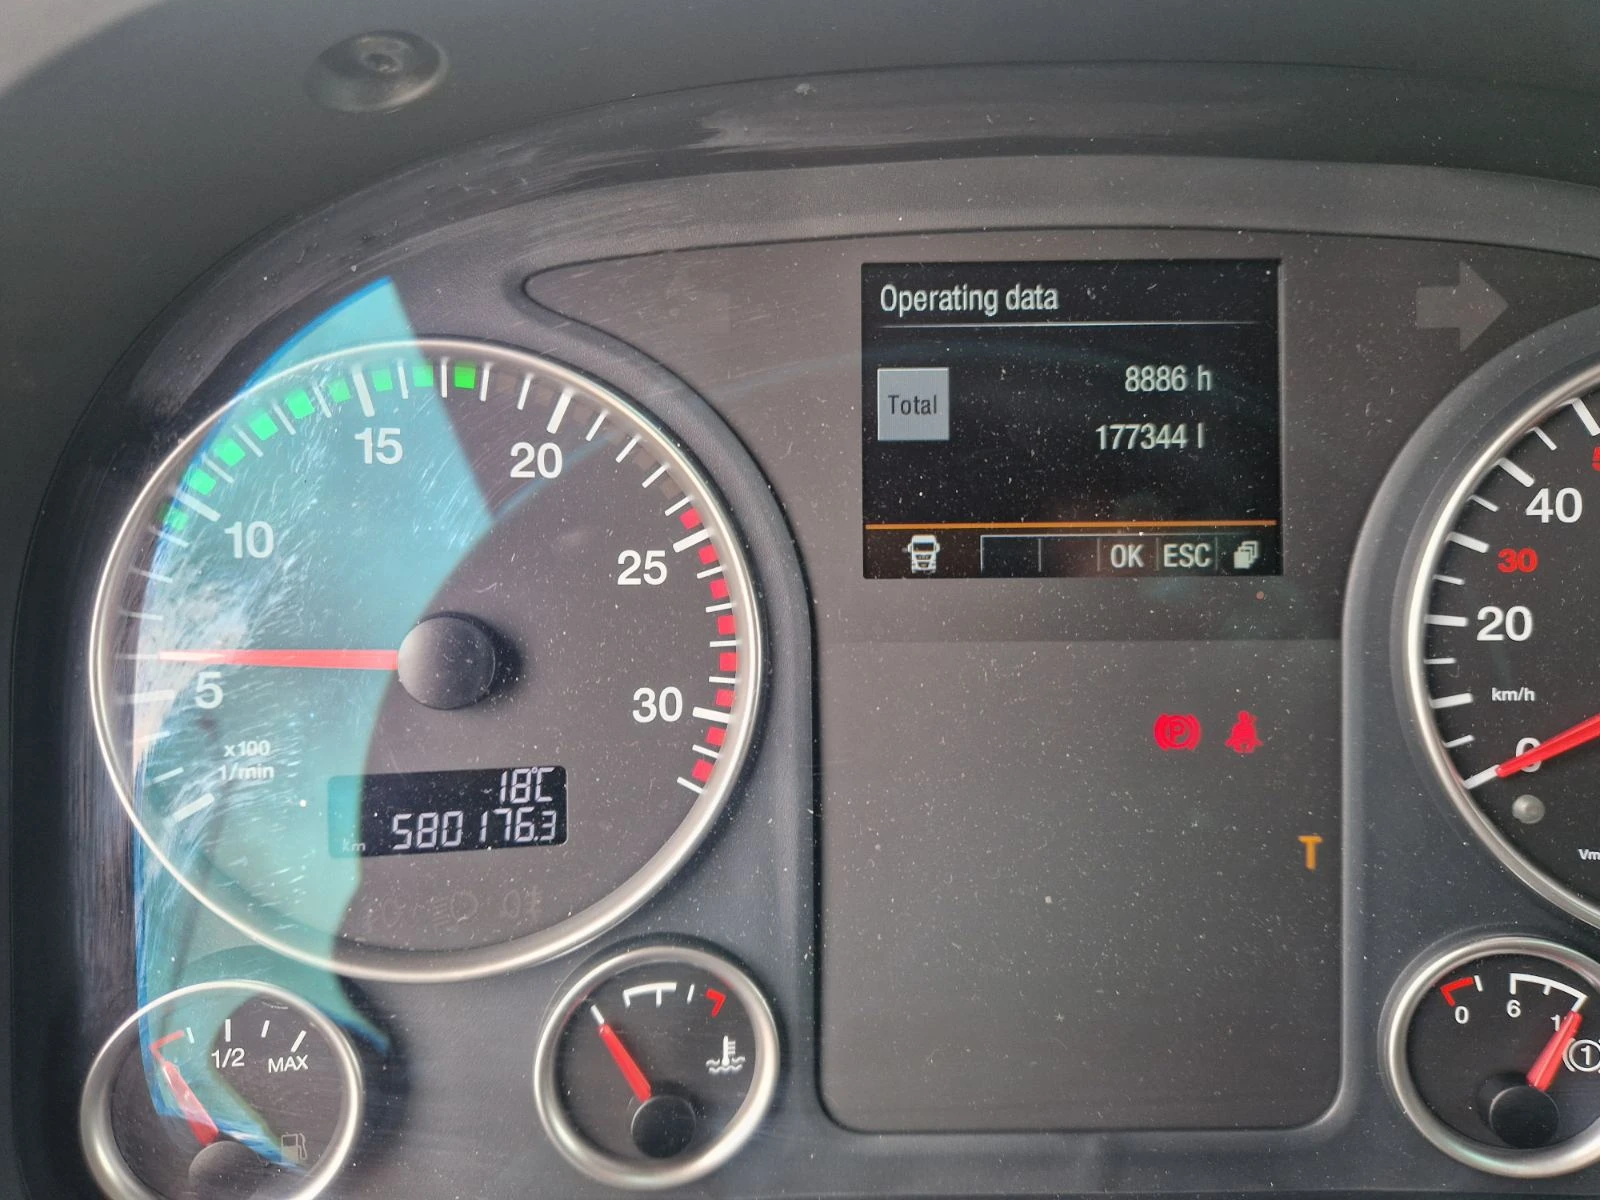 Operating data
Total
8886 h
177344 l
OK
ESC
5
10
15
20
25
30
x100
1/min
18°C
km 580176.3
1/2
MAX
P
T
0
20
30
40
km/h
0
6
1